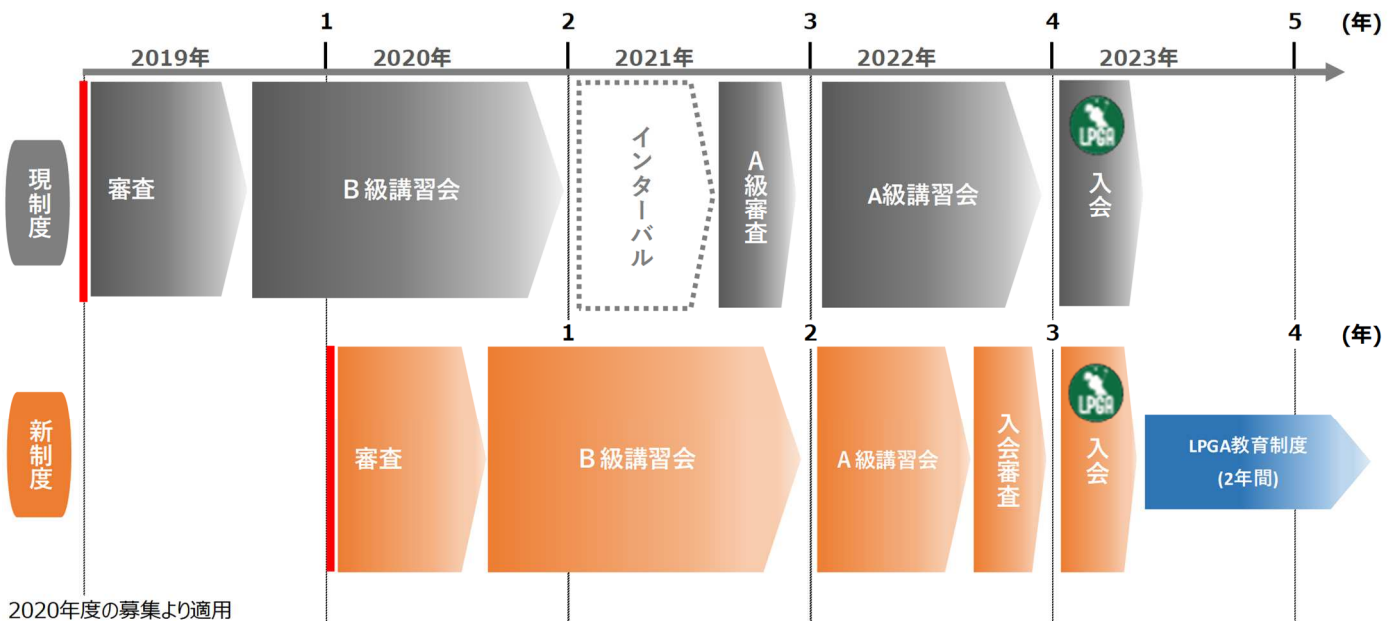 1 2 3 4 5 (年)
2019年 2020年 2021年 2022年 2023年
現制度
審査
B級講習会
インターバル
A級審査
A級講習会
LPGA
入会
1 2 3 4 (年)
新制度
審査
B級講習会
A級講習会
入会審査
LPGA
入会
LPGA教育制度
(2年間)
2020年度の募集より適用